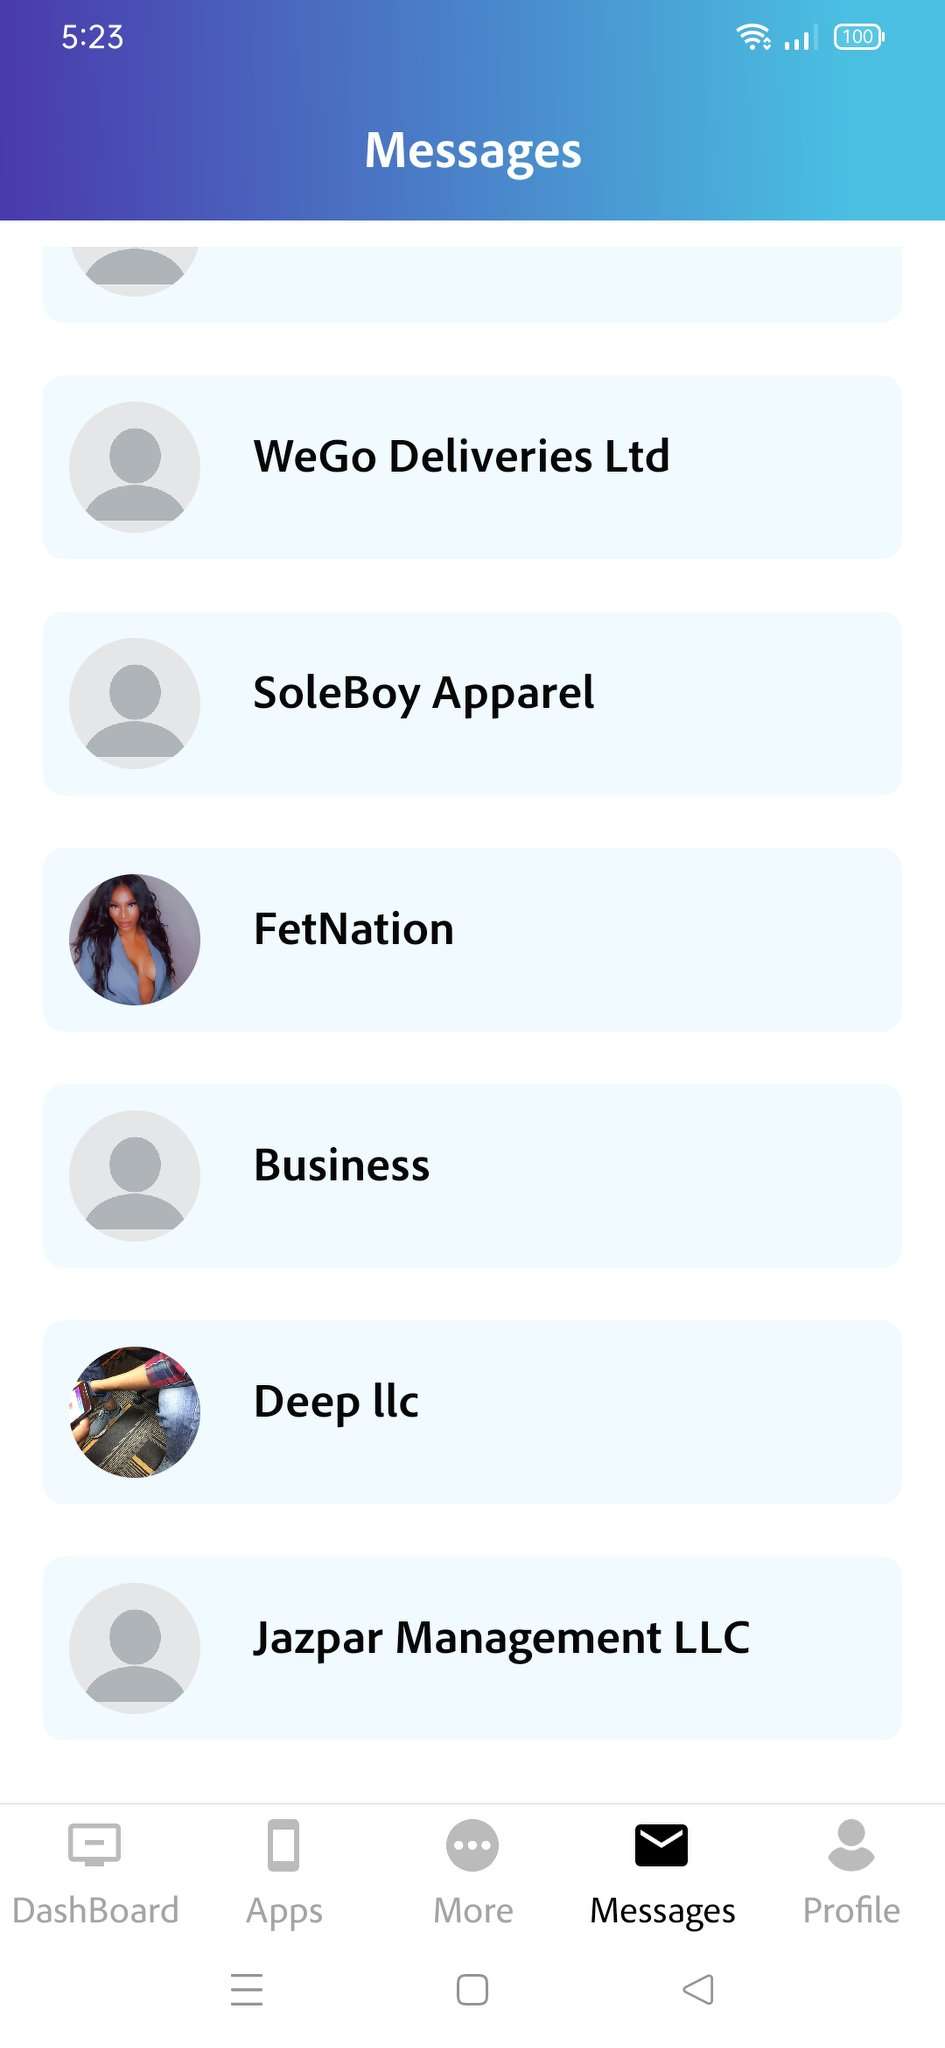 5:23
100
Messages
WeGo Deliveries Ltd
SoleBoy Apparel
FetNation
Business
Deep llc
Jazpar Management LLC
DashBoard
Apps
More
Messages
Profile